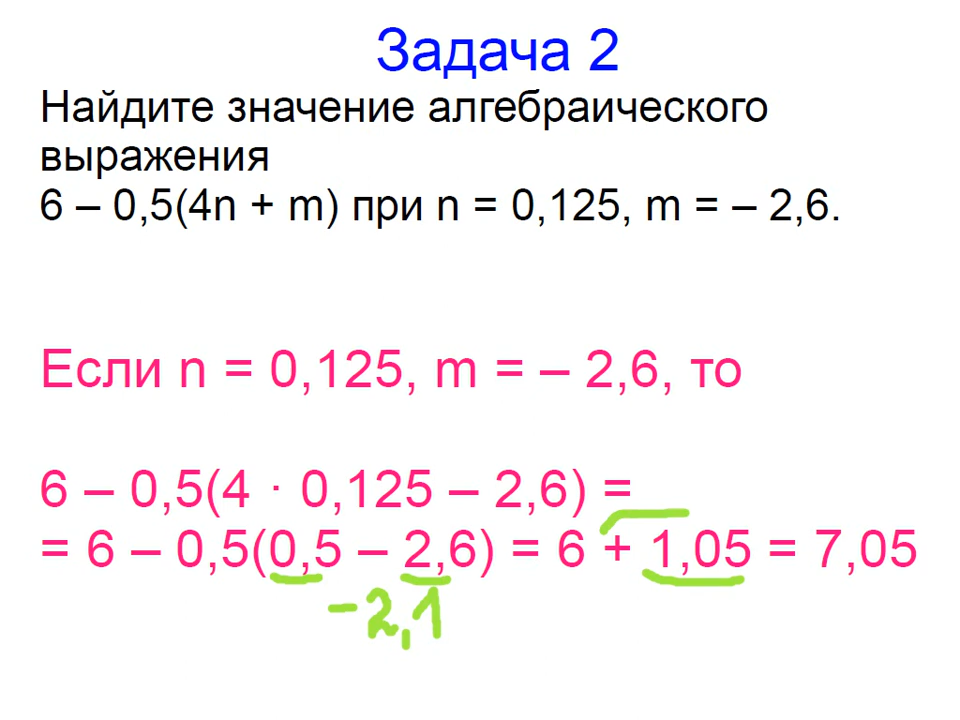 Задача 2
Найдите значение алгебраического
выражения
6 – 0,5(4n + m) при n = 0,125, m = – 2,6.
Если n = 0,125, m = – 2,6, то
6 – 0,5(4 · 0,125 – 2,6) =
= 6 – 0,5(0,5 – 2,6) = 6 + 1,05 = 7,05
-2,1